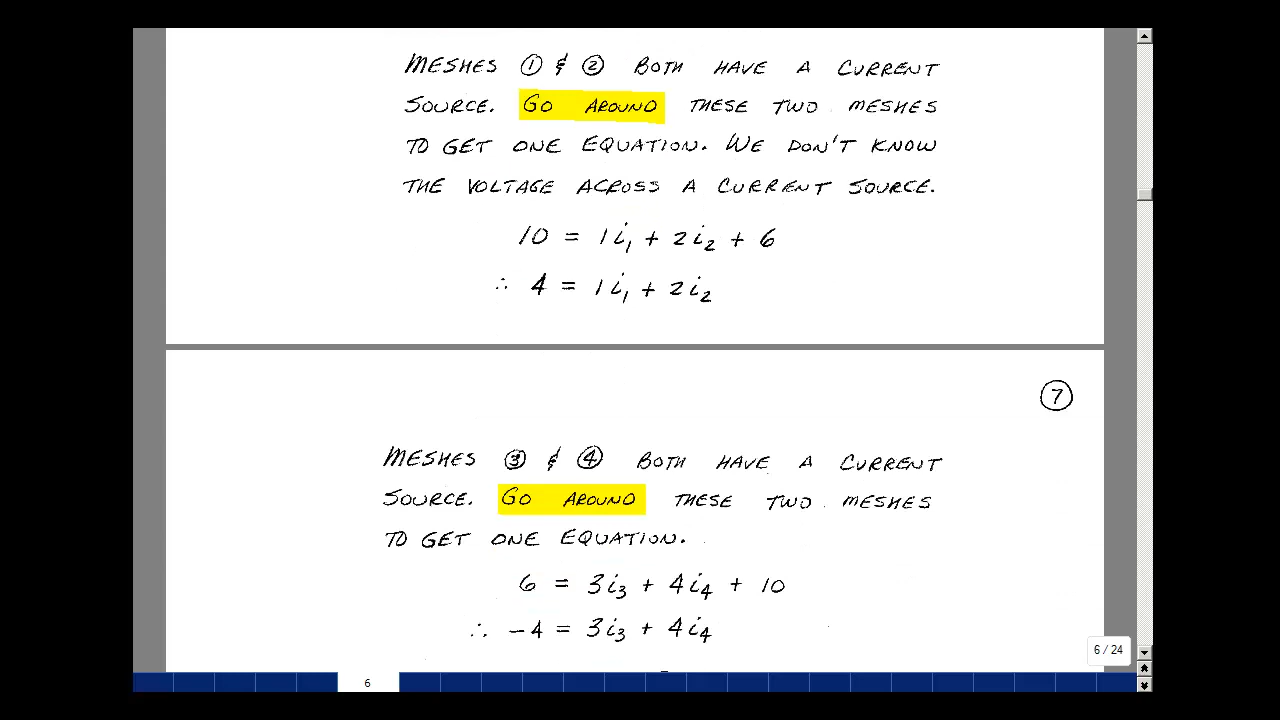 MESHES ① & ② BOTH HAVE A CURRENT
SOURCE. GO AROUND THESE TWO MESHES
TO GET ONE EQUATION. WE DON'T KNOW
THE VOLTAGE ACROSS A CURRENT SOURCE.
10 = 1i₁ + 2i₂ + 6
∴ 4 = 1i₁ + 2i₂
⑦
MESHES ③ & ④ BOTH HAVE A CURRENT
SOURCE. GO AROUND THESE TWO MESHES
TO GET ONE EQUATION.
6 = 3i₃ + 4i₄ + 10
∴ -4 = 3i₃ + 4i₄
6 / 24
6